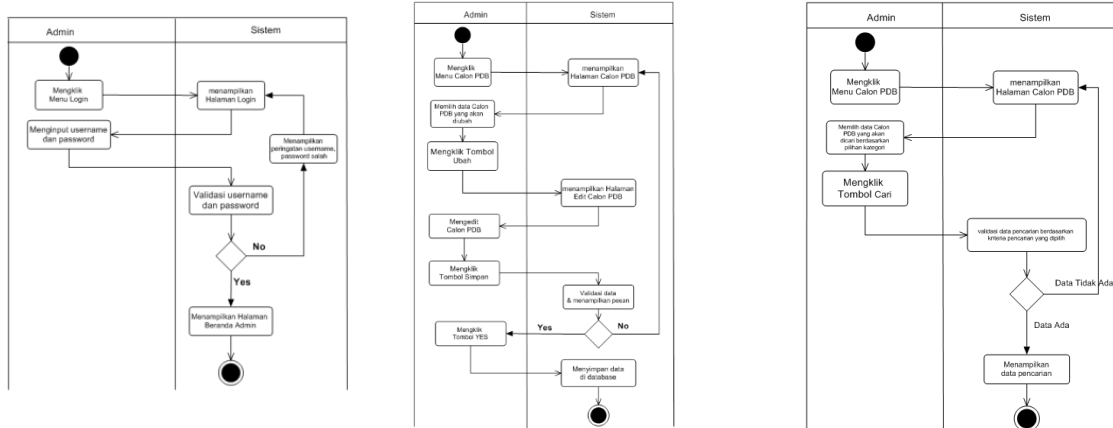 Admin
Sistem
Mengklik
Menu Login
menampilkan
Halaman Login
Menginput username
dan password
Menampilkan
peringatan username,
password salah
Validasi username
dan password
No
Yes
Menampilkan Halaman
Beranda Admin
Admin
Sistem
Mengklik
Menu Calon PDB
menampilkan
Halaman Calon PDB
Memilih data Calon
PDB yang akan
diubah
Mengklik Tombol
Ubah
menampilkan Halaman
Edit Calon PDB
Mengedit
Calon PDB
Mengklik
Tombol Simpan
Validasi data
& menampilkan pesan
Yes
No
Mengklik
Tombol YES
Menyimpan data
di database
Admin
Sistem
Mengklik
Menu Calon PDB
menampilkan
Halaman Calon PDB
Memilih data Calon
PDB yang akan
dicari berdasarkan
pilihan kategori
Mengklik
Tombol Cari
validasi data pencarian berdasarkan
kriteria pencarian yang dipilih
Data Tidak Ada
Data Ada
Menampilkan
data pencarian